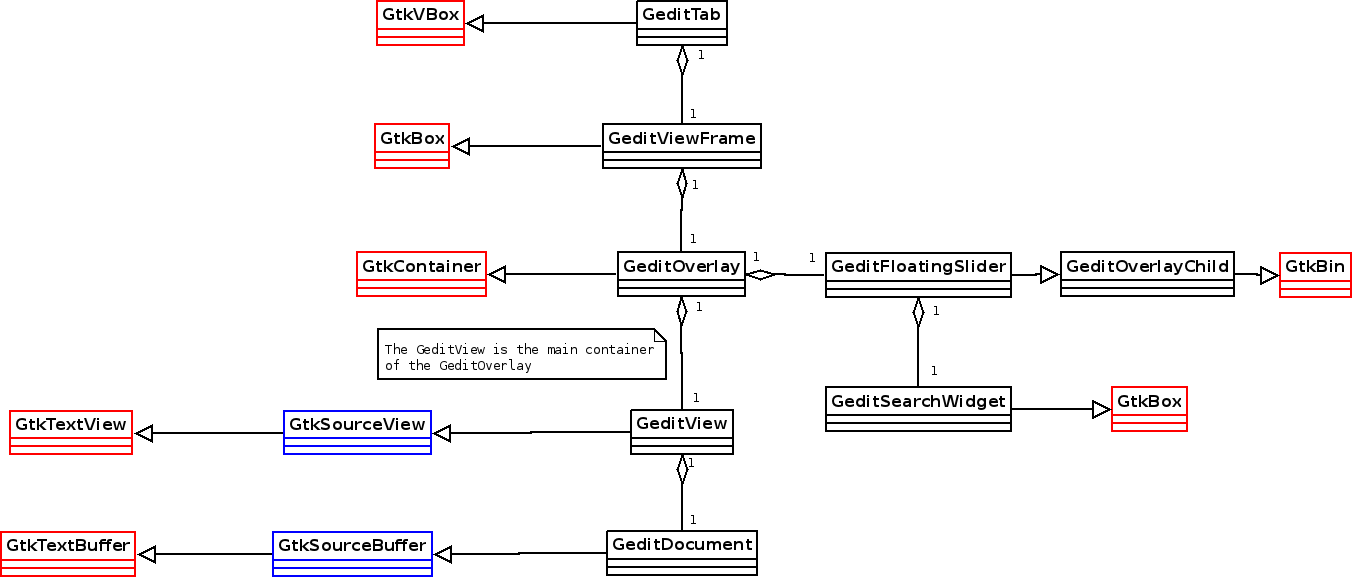 GtkVBox
GeditTab
1
1
GtkBox
GeditViewFrame
1
1
GtkContainer
GeditOverlay
1
1
GeditFloatingSlider
GeditOverlayChild
GtkBin
1
1
The GeditView is the main container
of the GeditOverlay
1
GeditSearchWidget
GtkBox
1
GtkTextView
GtkSourceView
GeditView
1
1
GtkTextBuffer
GtkSourceBuffer
GeditDocument